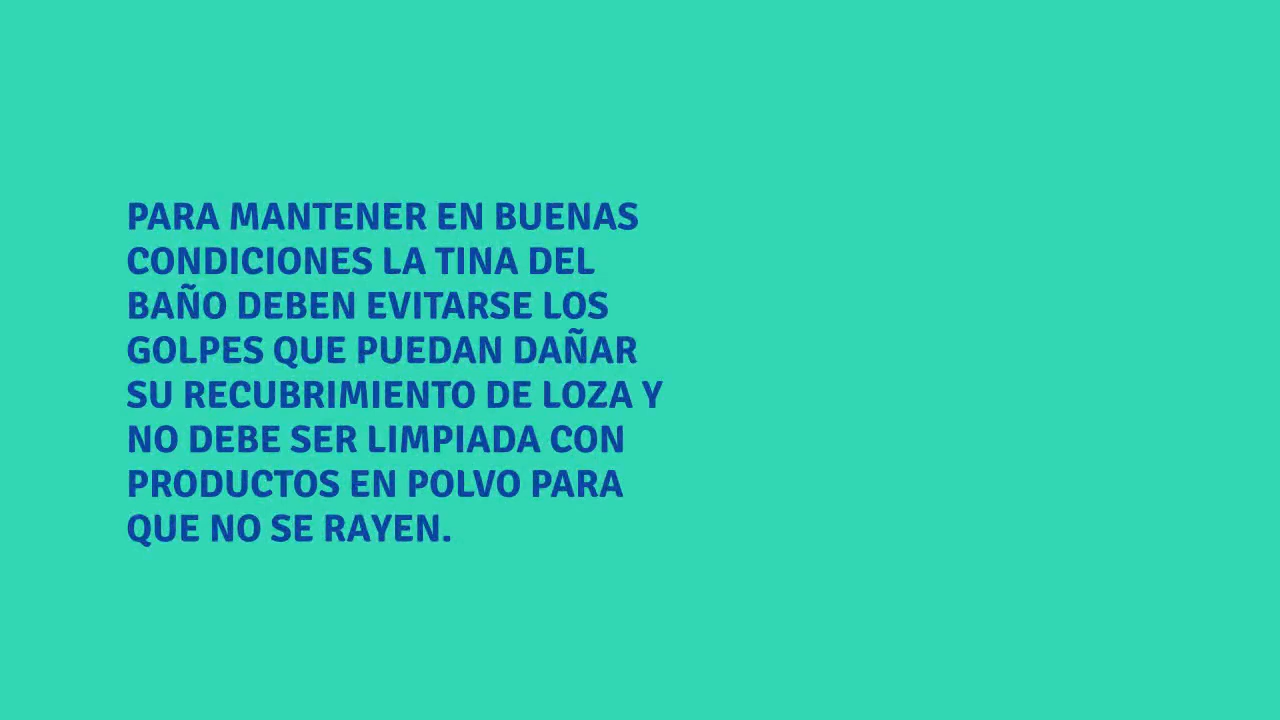 PARA MANTENER EN BUENAS
CONDICIONES LA TINA DEL
BAÑO DEBEN EVITARSE LOS
GOLPES QUE PUEDAN DAÑAR
SU RECUBRIMIENTO DE LOZA Y
NO DEBE SER LIMPIADA CON
PRODUCTOS EN POLVO PARA
QUE NO SE RAYEN.